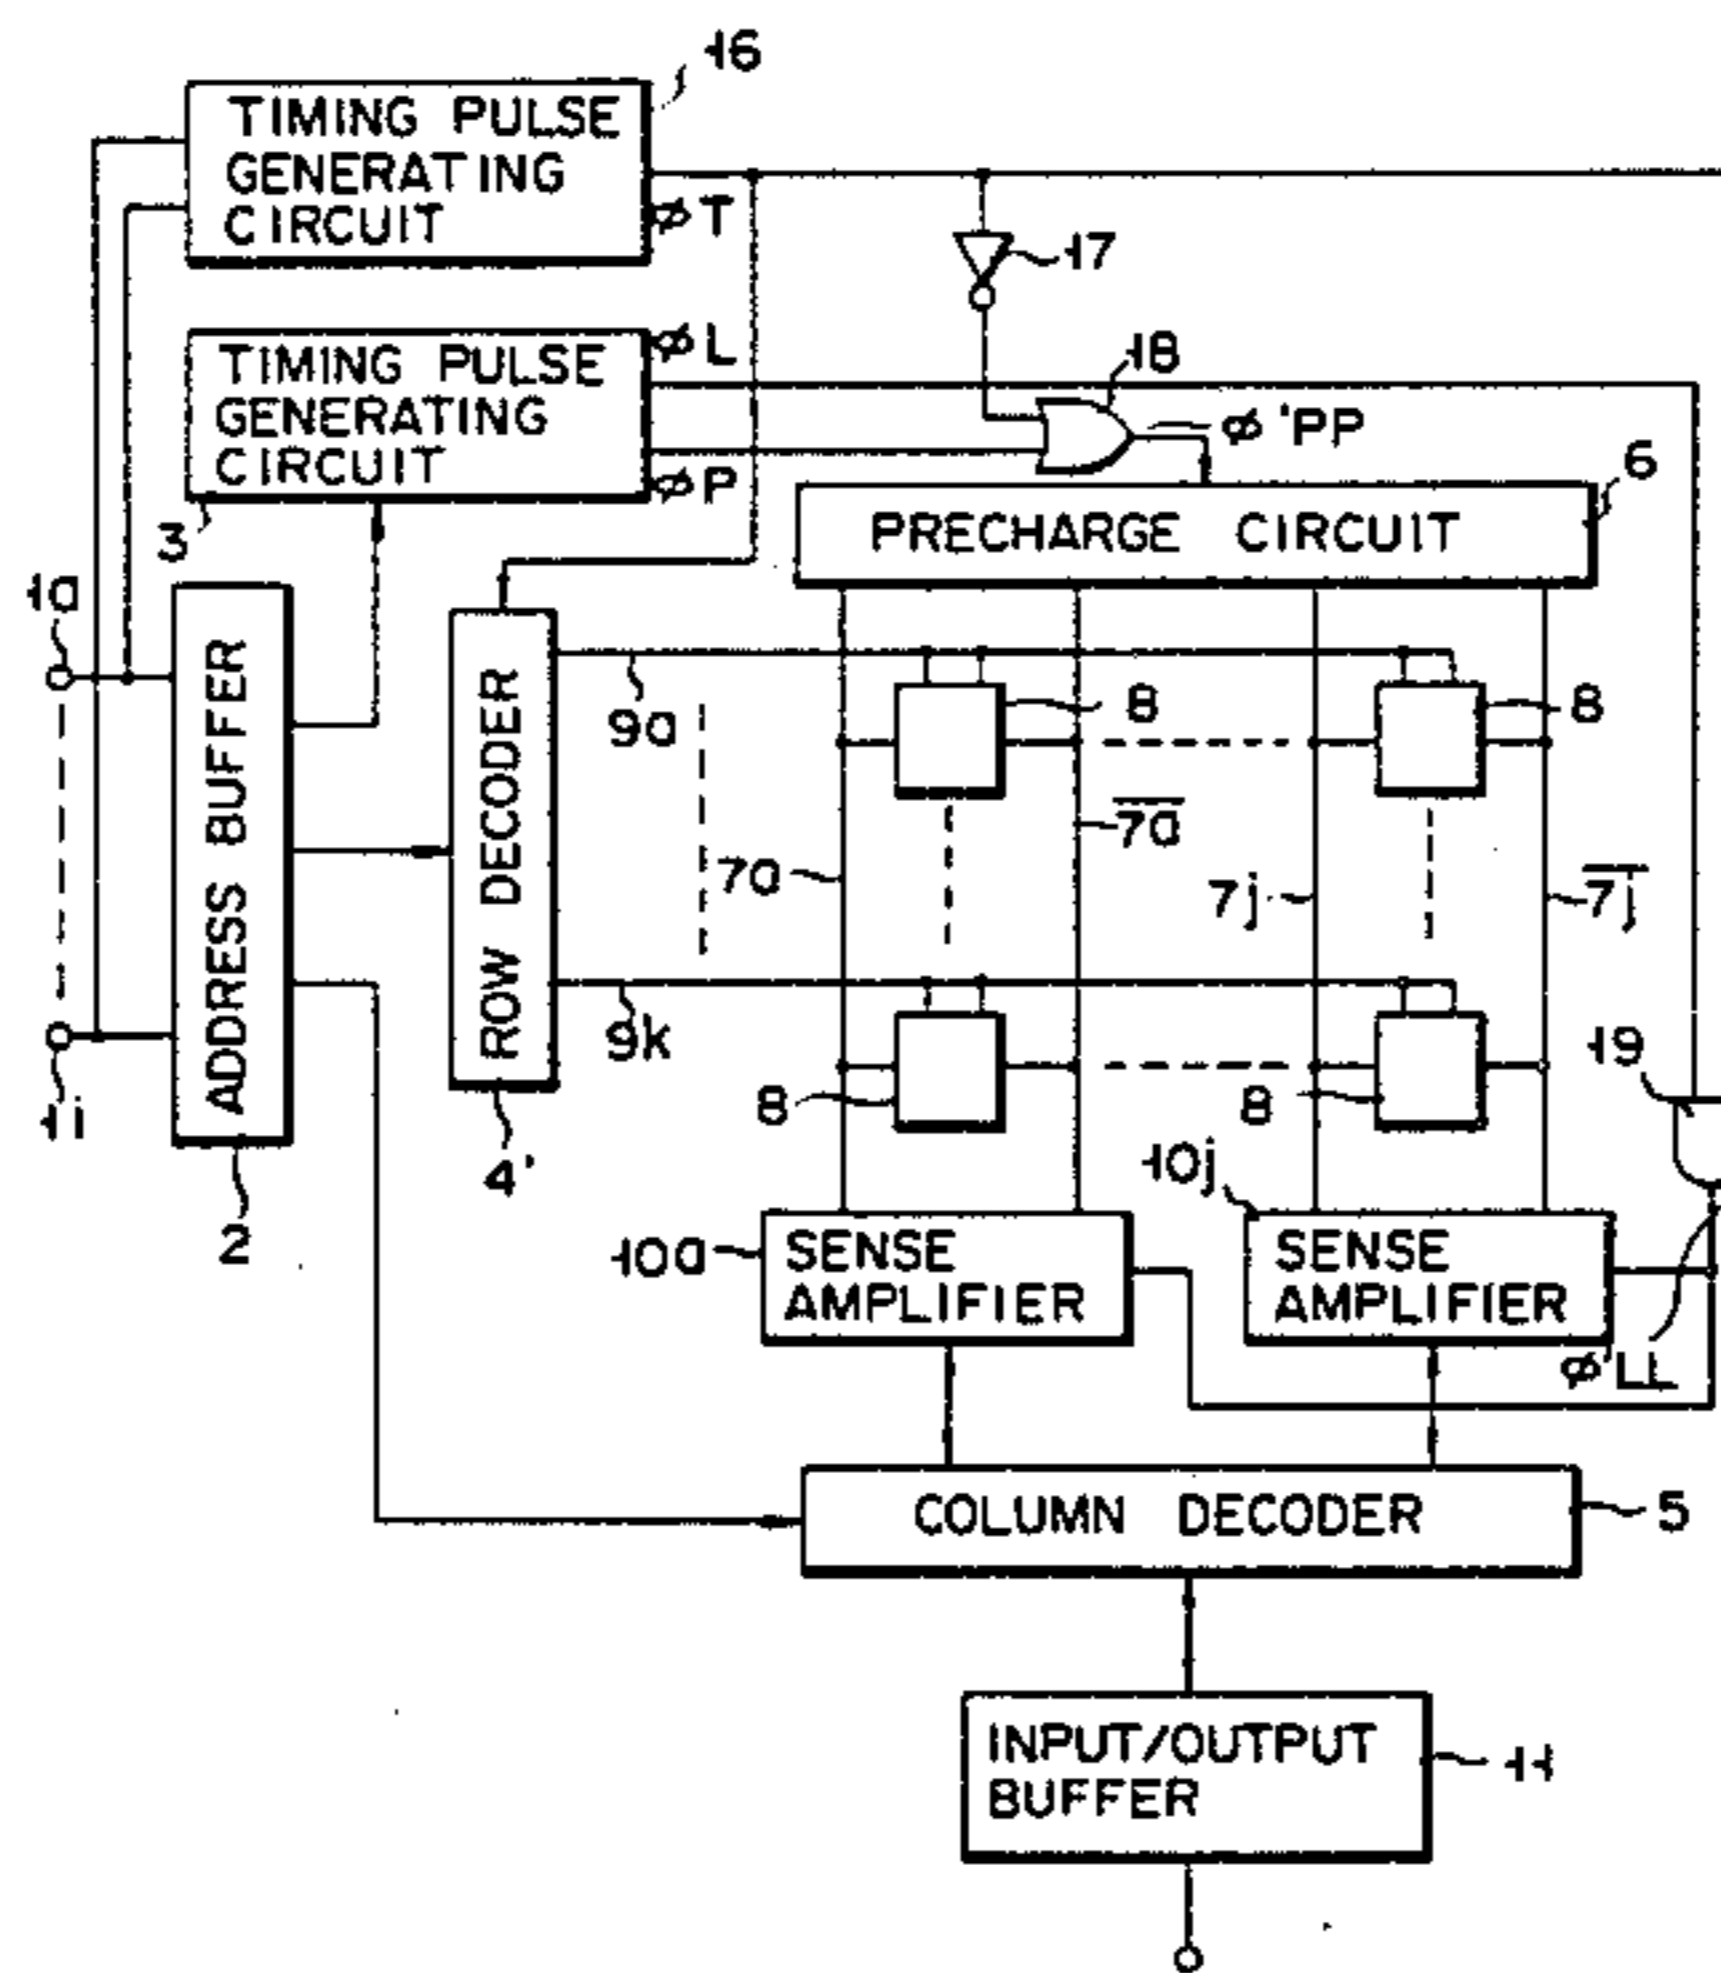 16
TIMING PULSE
GENERATING
CIRCUIT
φT
17
φL
TIMING PULSE
GENERATING
CIRCUIT
φP
18
φ'PP
3
6
PRECHARGE CIRCUIT
1a
ADDRESS BUFFER
ROW DECODER
9a
8
8
7a
7a
7j
7j
9k
8
8
19
1i
2
4'
10a
SENSE
AMPLIFIER
10j
SENSE
AMPLIFIER
φ'LL
COLUMN DECODER
5
INPUT/OUTPUT
BUFFER
11